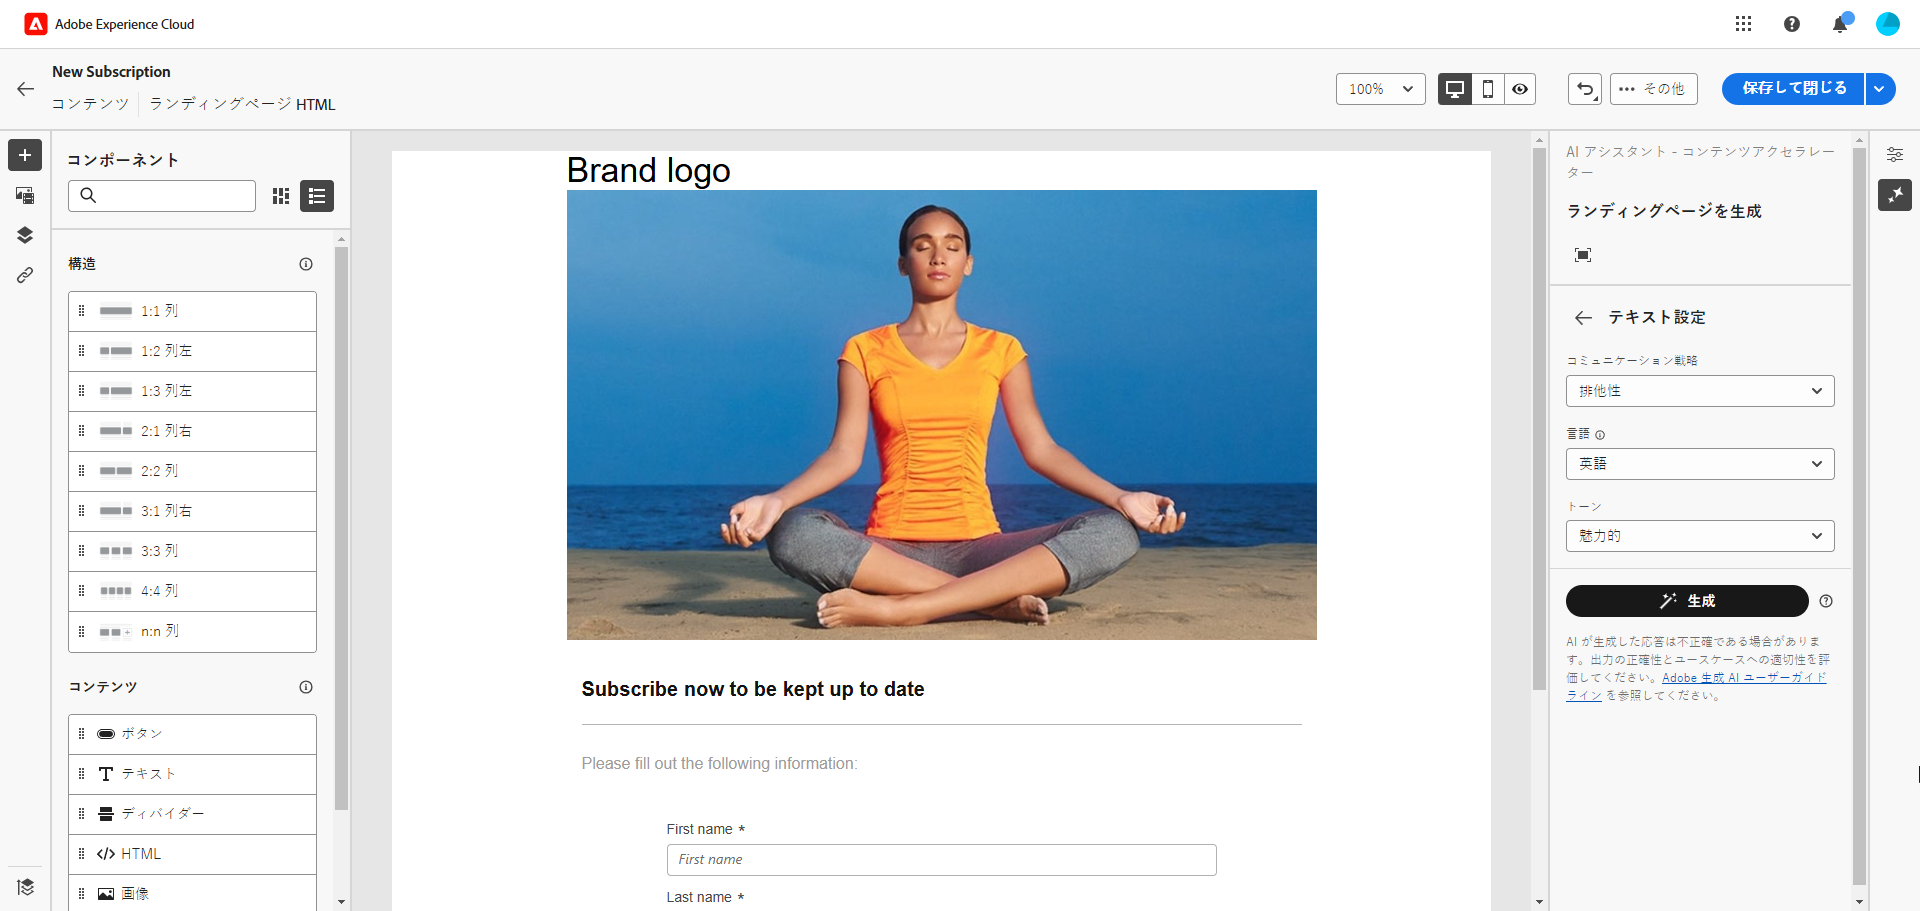 Adobe Experience Cloud
New Subscription
コンテンツ ランディングページ HTML
100%
その他
保存して閉じる
コンポーネント
構造
1:1 列
1:2 列左
1:3 列左
2:1 列右
2:2 列
3:1 列右
3:3 列
4:4 列
n:n 列
コンテンツ
ボタン
テキスト
ディバイダー
HTML
画像
Brand logo
Subscribe now to be kept up to date
Please fill out the following information:
First name *
First name
Last name *
AI アシスタント - コンテンツアクセラレー
ター
ランディングページを生成
テキスト設定
コミュニケーション戦略
排他性
言語
英語
トーン
魅力的
生成
AI が生成した応答は不正確である場合がありま
す。出力の正確性とユースケースへの適切性を評
価してください。Adobe 生成 AI ユーザーガイド
ライン を参照してください。